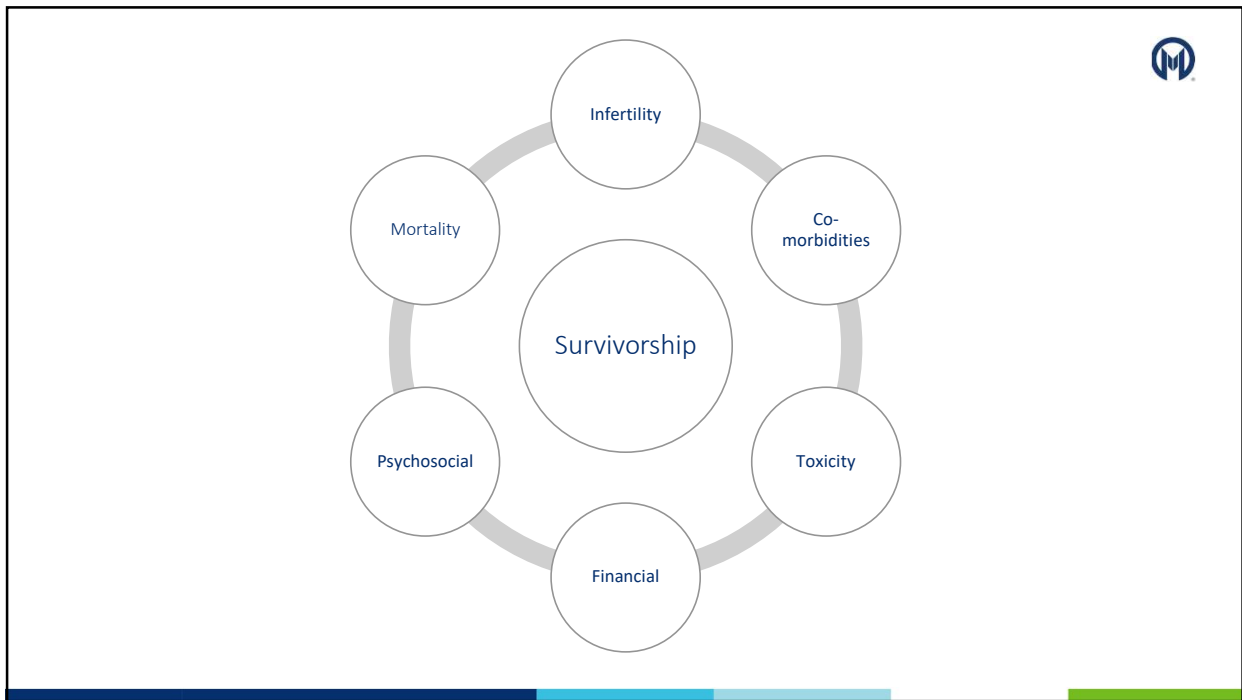 Infertility
Co-
morbidities
Toxicity
Financial
Psychosocial
Mortality
Survivorship